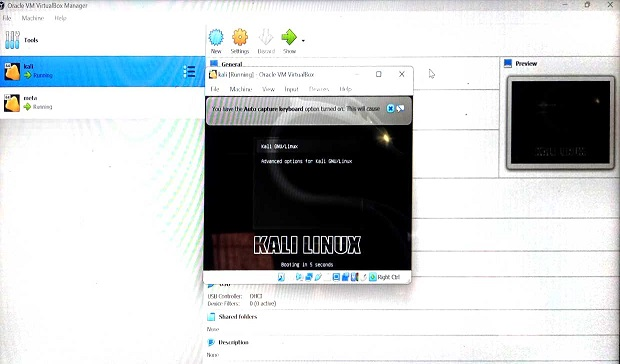 Oracle VM VirtualBox Manager
File Machine Help
Tools
New Settings Discard Show
kali
Running
meta
Running
General
Preview
kali [Running] - Oracle VM VirtualBox
File Machine View Input Devices Help
You have the Auto capture keyboard option turned on. This will cause
Kali GNU/Linux
Advanced options for Kali GNU/Linux
KALI LINUX
Booting in 5 seconds
Right Ctrl
KALI LINUX
USB
USB Controller: OHCI
Device Filters: 0 (0 active)
Shared folders
None
Description
None